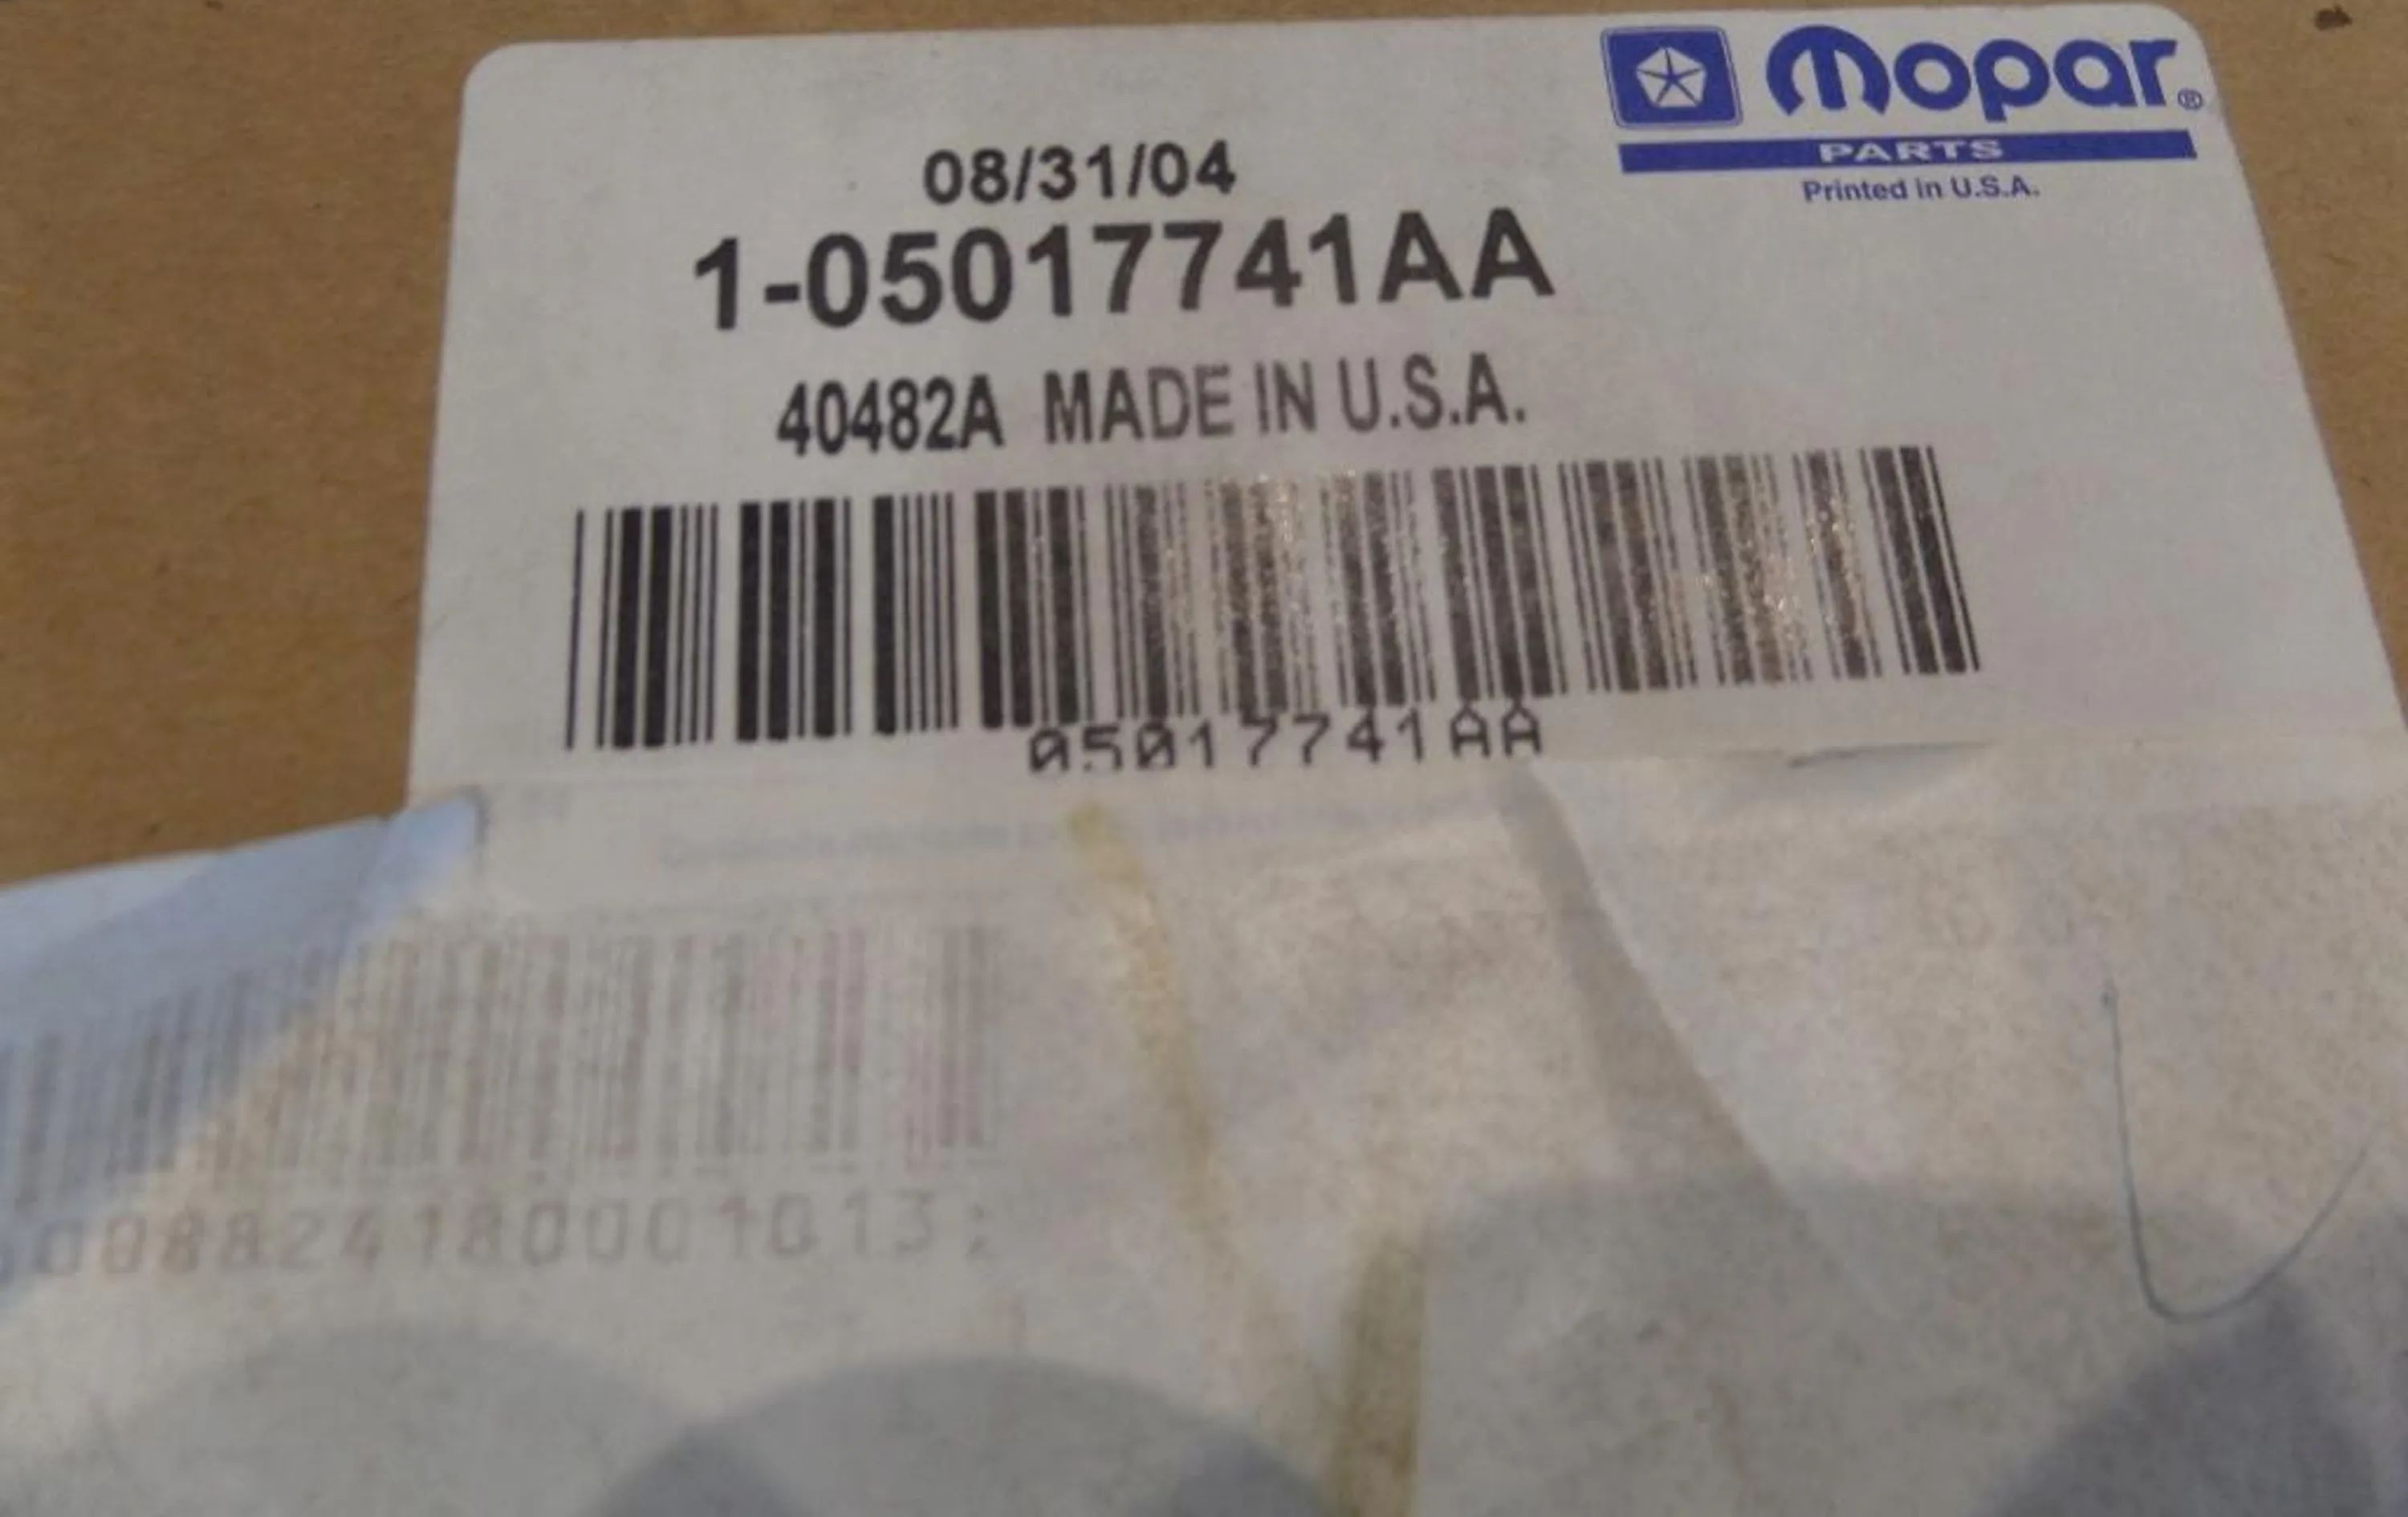 Mopar®
PARTS
Printed in U.S.A.
08/31/04
1-05017741AA
40482A MADE IN U.S.A.
05017741AA